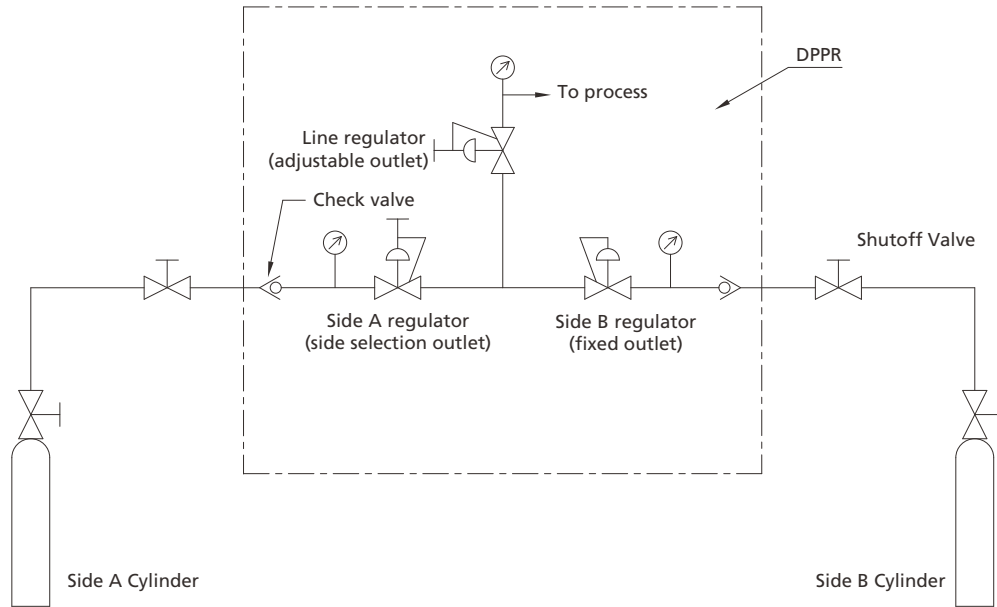 DPPR
To process
Line regulator
(adjustable outlet)
Check valve
Shutoff Valve
Side A regulator
(side selection outlet)
Side B regulator
(fixed outlet)
Side A Cylinder
Side B Cylinder